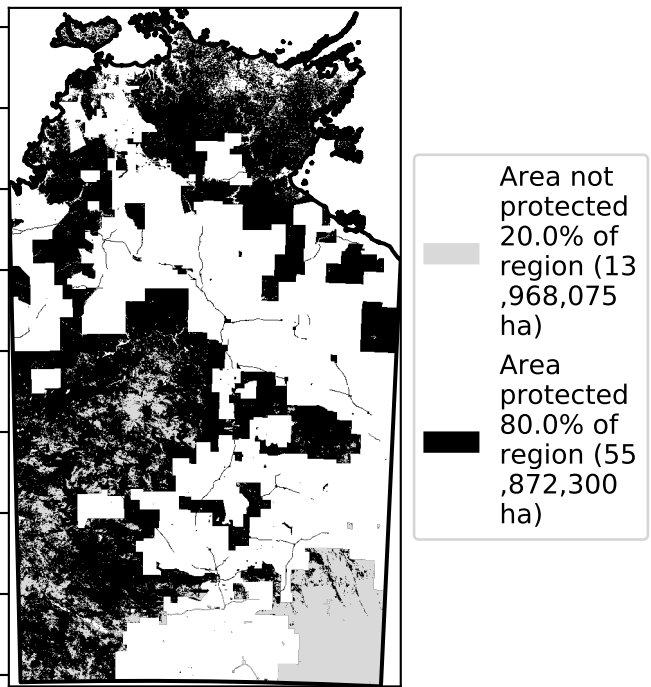 Area not
protected
20.0% of
region (13
,968,075
ha)
Area
protected
80.0% of
region (55
,872,300
ha)